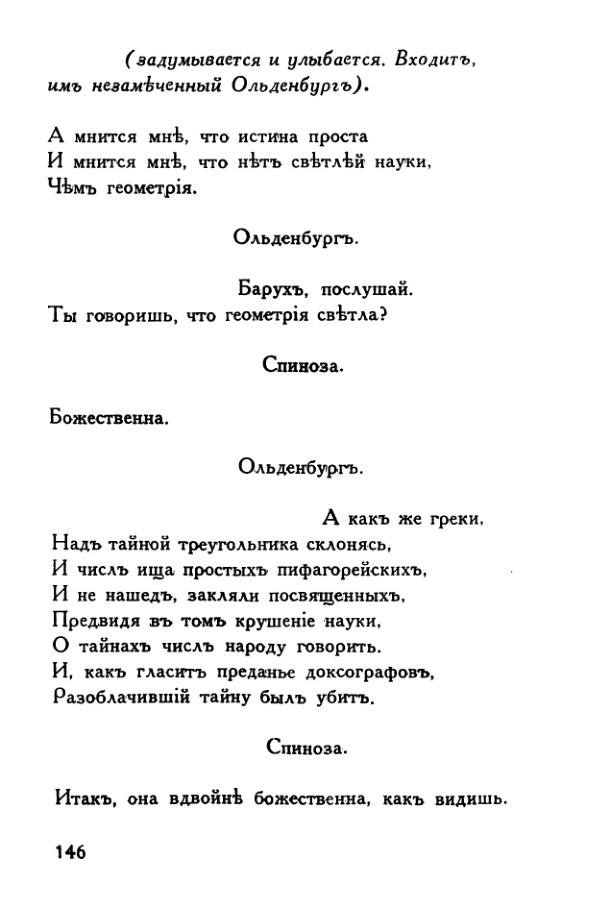 (задумывается и улыбается. Входитъ,
имъ незамѣченный Ольденбургъ).
А мнится мнѣ, что истина проста
И мнится мнѣ, что нѣтъ свѣтлѣй науки,
Чѣмъ геометрія.
Ольденбургъ.
Барухъ, послушай.
Ты говоришь, что геометрія свѣтла?
Спиноза.
Божественна.
Ольденбургъ.
А какъ же греки,
Надъ тайной треугольника склонясь,
И числъ ища простыхъ пифагорейскихъ,
И не нашедъ, закляли посвященныхъ,
Предвидя въ томъ крушеніе науки,
О тайнахъ числъ народу говорить.
И, какъ гласитъ преданье доксографовъ,
Разоблачившій тайну былъ убитъ.
Спиноза.
Итакъ, она вдвойнѣ божественна, какъ видишь.
146